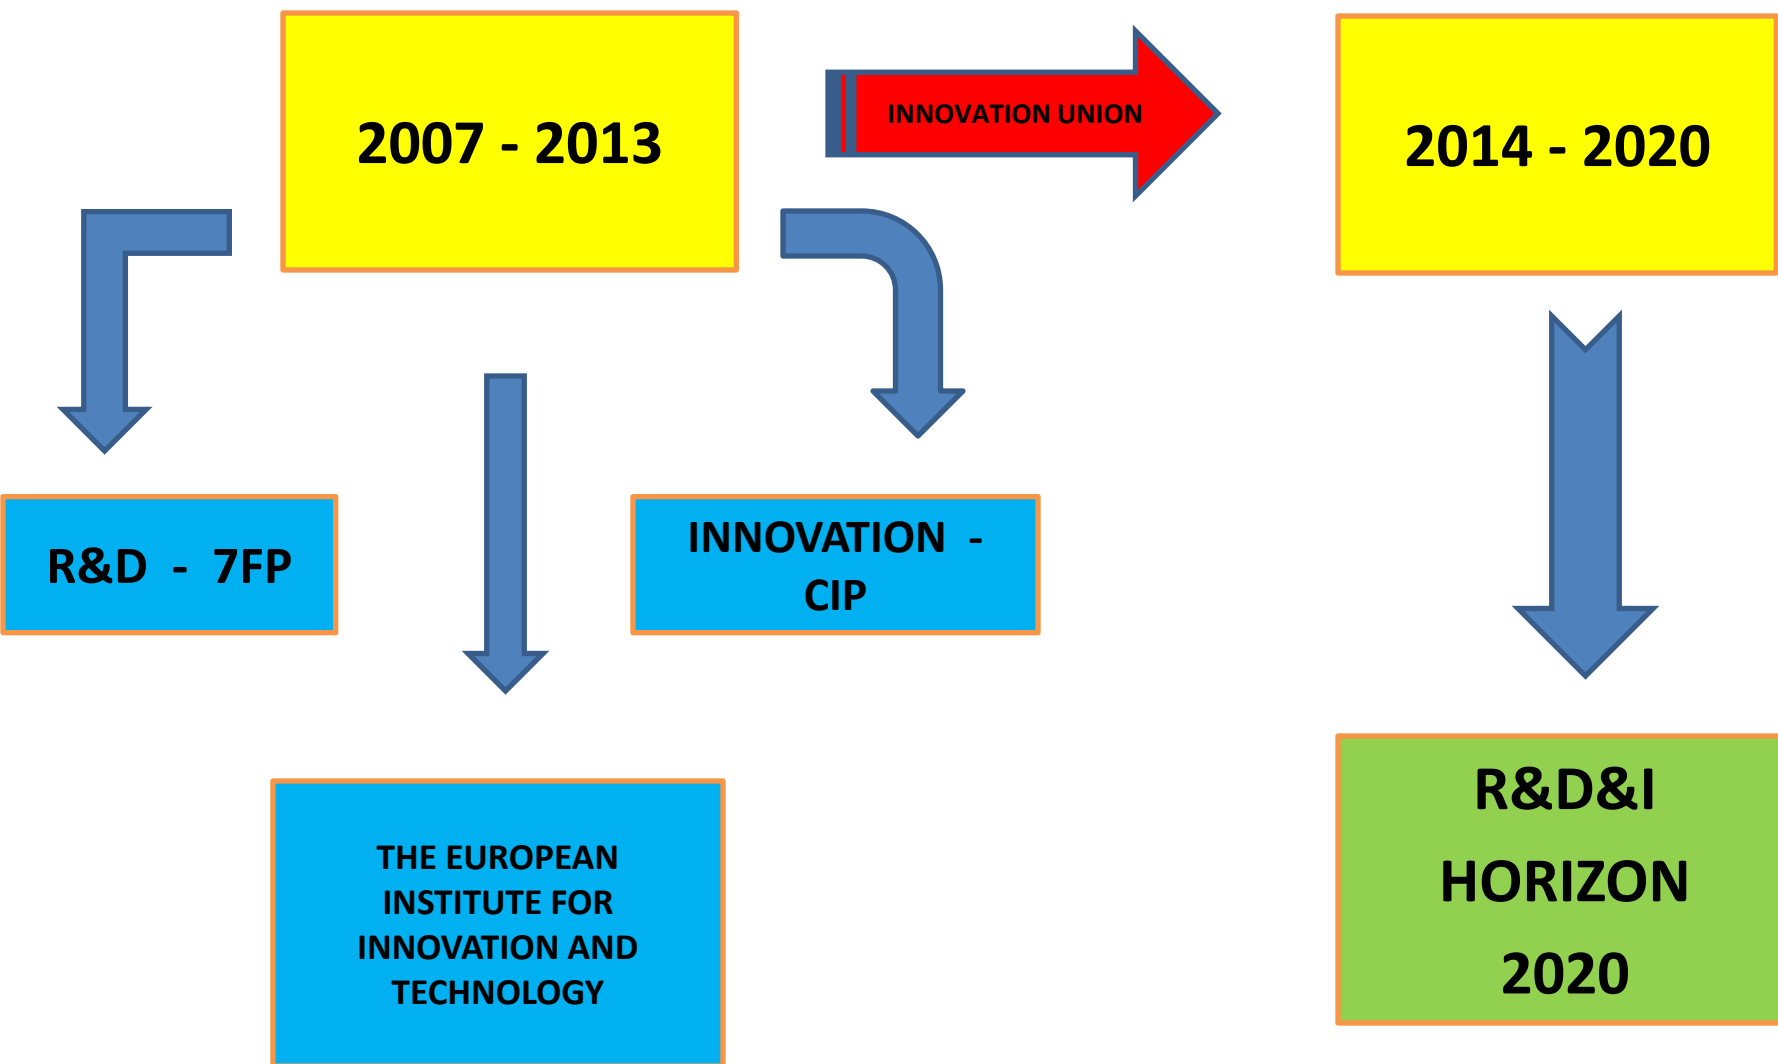 2007 - 2013
INNOVATION UNION
2014 - 2020
R&D - 7FP
INNOVATION -
CIP
THE EUROPEAN
INSTITUTE FOR
INNOVATION AND
TECHNOLOGY
R&D&I
HORIZON
2020